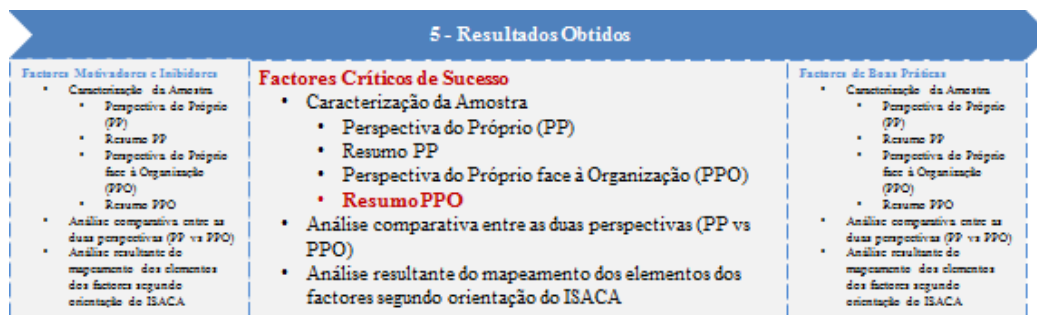 5 - Resultados Obtidos
Factores Motivadores e Inibidores
• Caracterização da Amostra
• Perspectiva do Próprio
(PP)
• Resumo PP
• Perspectiva do Próprio
face à Organização
(PPO)
• Resumo PPO
• Análise comparativa entre as
duas perspectivas (PP vs PPO)
• Análise resultante do
mapeamento dos elementos
dos factores segundo
orientação do ISACA
Factores Críticos de Sucesso
• Caracterização da Amostra
• Perspectiva do Próprio (PP)
• Resumo PP
• Perspectiva do Próprio face à Organização (PPO)
• Resumo PPO
• Análise comparativa entre as duas perspectivas (PP vs
PPO)
• Análise resultante do mapeamento dos elementos dos
factores segundo orientação do ISACA
Factores de Boas Práticas
• Caracterização da Amostra
• Perspectiva do Próprio
(PP)
• Resumo PP
• Perspectiva do Próprio
face à Organização
(PPO)
• Resumo PPO
• Análise comparativa entre as
duas perspectivas (PP vs PPO)
• Análise resultante do
mapeamento dos elementos
dos factores segundo
orientação do ISACA